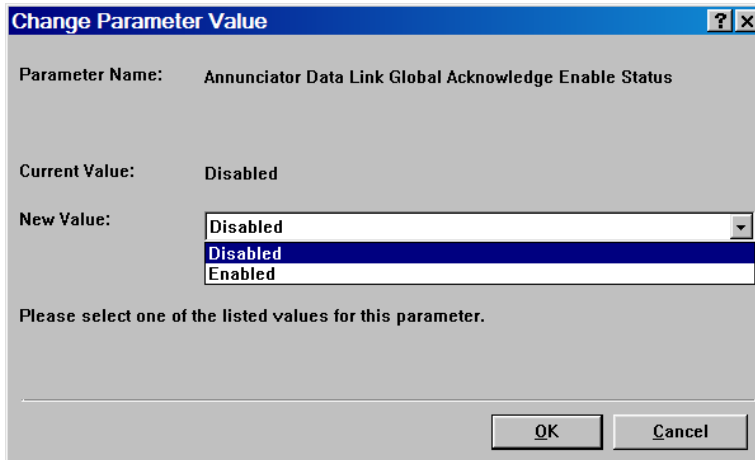 Change Parameter Value
Parameter Name: Annunciator Data Link Global Acknowledge Enable Status
Current Value: Disabled
New Value: Disabled
Disabled
Enabled
Please select one of the listed values for this parameter.
OK Cancel